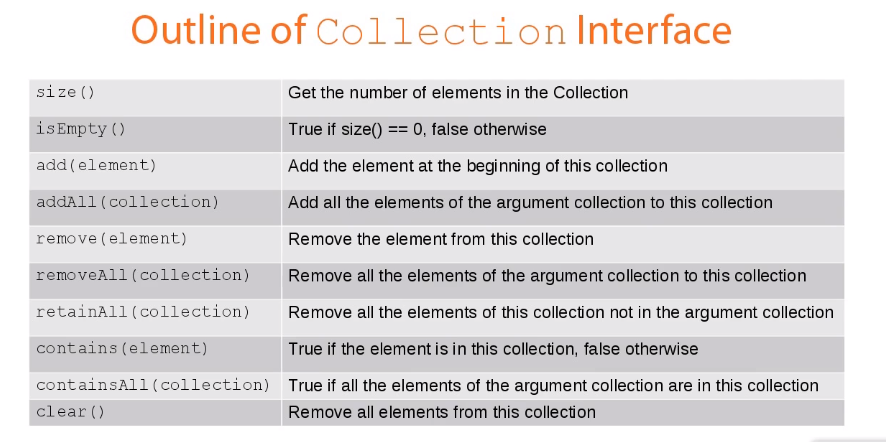 Outline of Collection Interface
size() Get the number of elements in the Collection
isEmpty() True if size() == 0, false otherwise
add(element) Add the element at the beginning of this collection
addAll(collection) Add all the elements of the argument collection to this collection
remove(element) Remove the element from this collection
removeAll(collection) Remove all the elements of the argument collection to this collection
retainAll(collection) Remove all the elements of this collection not in the argument collection
contains(element) True if the element is in this collection, false otherwise
containsAll(collection) True if all the elements of the argument collection are in this collection
clear() Remove all elements from this collection